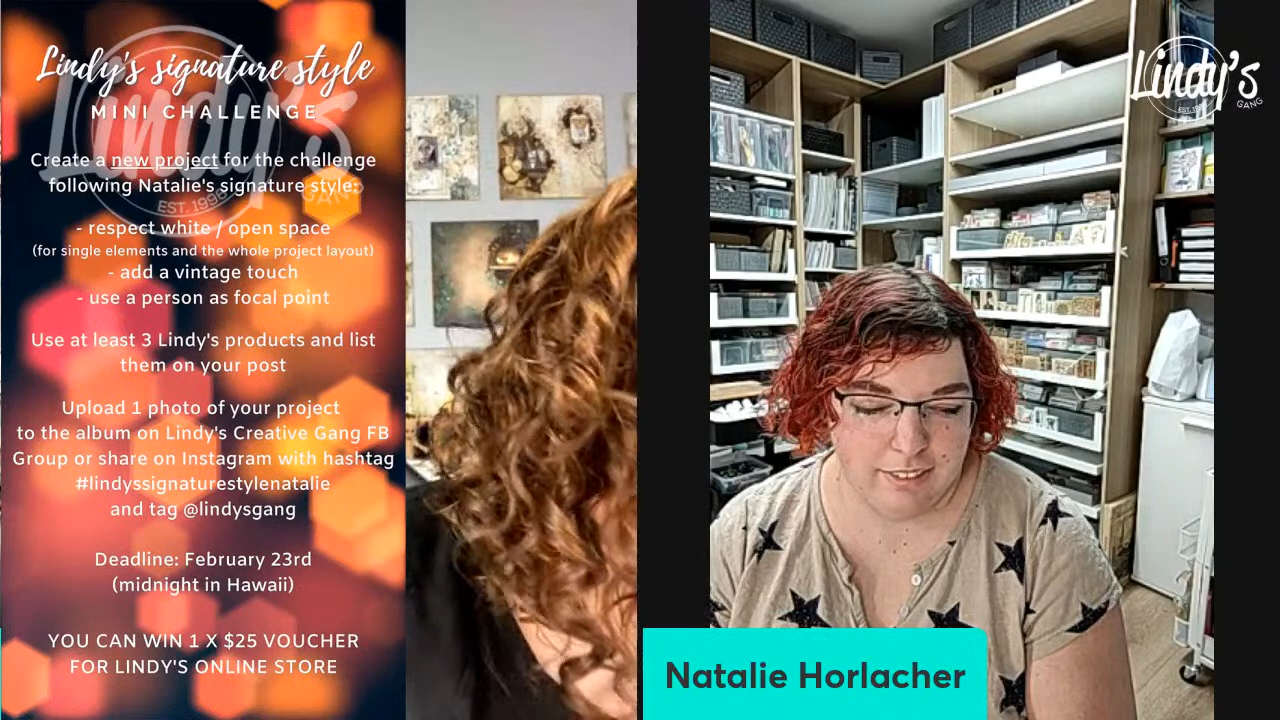 Lindy's signature style
MINI CHALLENGE
Create a new project for the challenge
following Natalie's signature style:
- respect white / open space
(for single elements and the whole project layout)
- add a vintage touch
- use a person as focal point
Use at least 3 Lindy's products and list
them on your post
Upload 1 photo of your project
to the album on Lindy's Creative Gang FB
Group or share on Instagram with hashtag
#lindyssignaturestylenatalie
and tag @lindysgang
Deadline: February 23rd
(midnight in Hawaii)
YOU CAN WIN 1 X $25 VOUCHER
FOR LINDY'S ONLINE STORE
Lindy's
GANG
EST. 1998
Lindy's
GANG
Natalie Horlacher